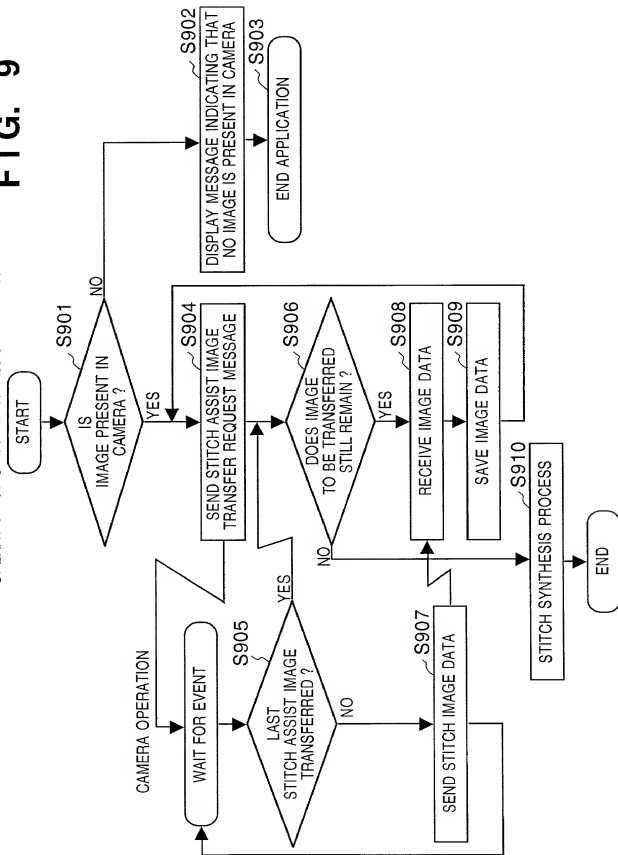 FIG. 9
START
S901
IS
IMAGE PRESENT IN
CAMERA ?
NO
YES
S902
DISPLAY MESSAGE INDICATING THAT
NO IMAGE IS PRESENT IN CAMERA
S903
END APPLICATION
S904
SEND STITCH ASSIST IMAGE
TRANSFER REQUEST MESSAGE
CAMERA OPERATION
WAIT FOR EVENT
S905
LAST
STITCH ASSIST IMAGE
TRANSFERRED ?
YES
NO
S906
DOES IMAGE
TO BE TRANSFERRED
STILL REMAIN ?
NO
YES
S907
SEND STITCH IMAGE DATA
S908
RECEIVE IMAGE DATA
S909
SAVE IMAGE DATA
S910
STITCH SYNTHESIS PROCESS
END